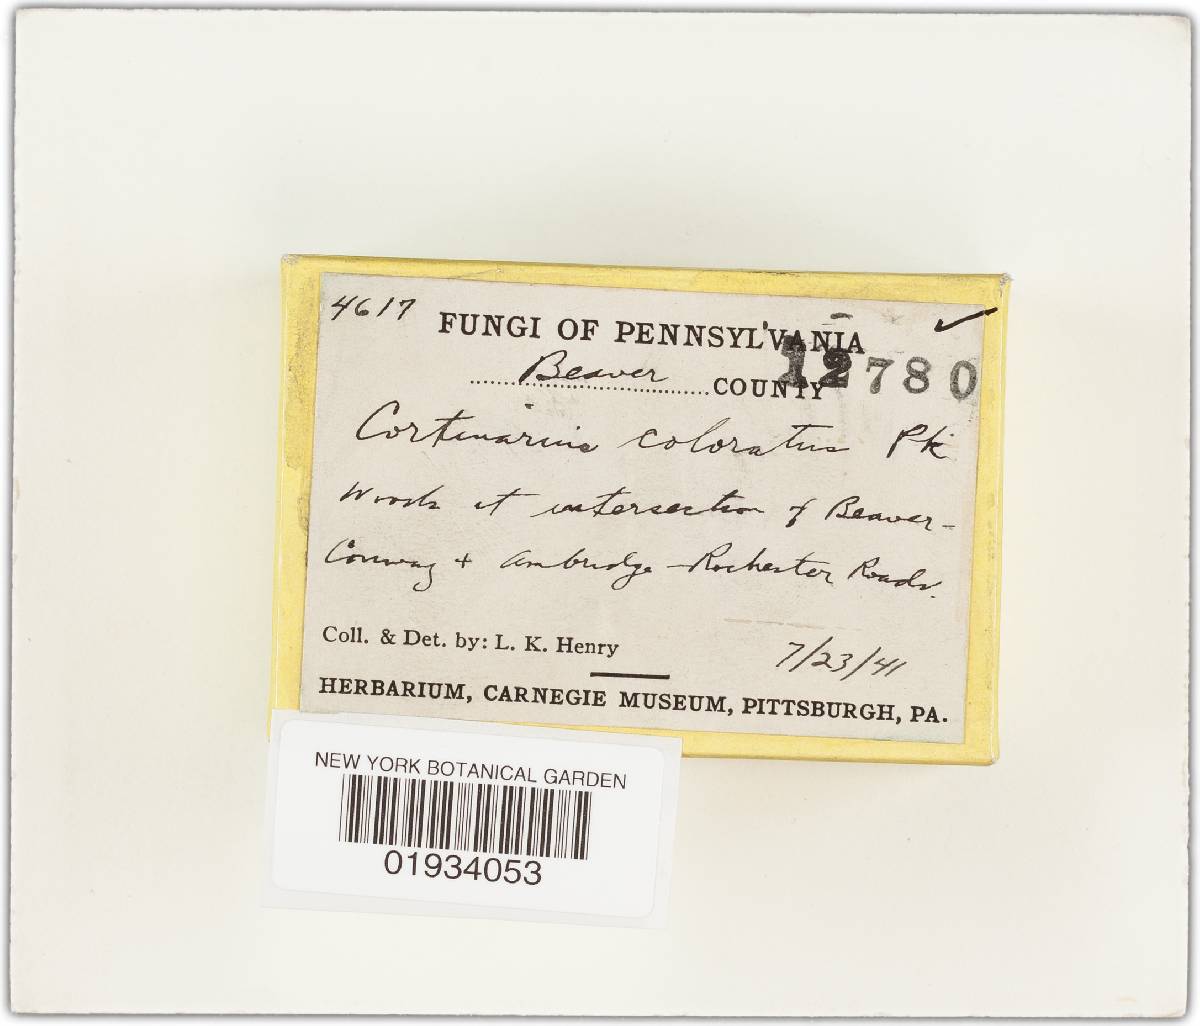 4617
FUNGI OF PENNSYLVANIA
Beaver COUNTY
12780
Cortinarius coloratus Pk
Woods at intersection of Beaver-
Conway + Ambridge-Rochester Roads.
Coll. & Det. by: L. K. Henry
7/23/41
HERBARIUM, CARNEGIE MUSEUM, PITTSBURGH, PA.
NEW YORK BOTANICAL GARDEN
01934053